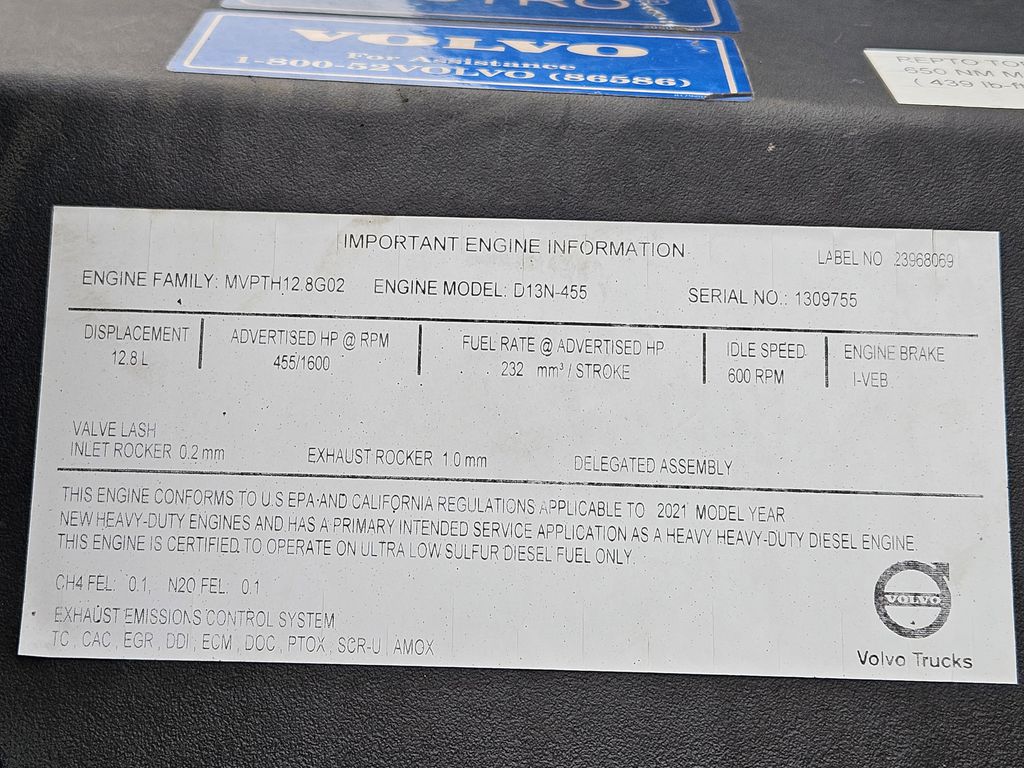 VOLVO
For Assistance
1-800-52VOLVO (86586)
REPTO TO
650 NM M
(439 lb-f
IMPORTANT ENGINE INFORMATION
LABEL NO 23968069
ENGINE FAMILY: MVPTH12.8G02 ENGINE MODEL: D13N-455 SERIAL NO.: 1309755
DISPLACEMENT ADVERTISED HP @ RPM FUEL RATE @ ADVERTISED HP IDLE SPEED ENGINE BRAKE
12.8 L 455/1600 232 mm³ / STROKE 600 RPM I-VEB
VALVE LASH
INLET ROCKER 0.2 mm EXHAUST ROCKER 1.0 mm DELEGATED ASSEMBLY
THIS ENGINE CONFORMS TO U.S EPA AND CALIFORNIA REGULATIONS APPLICABLE TO 2021 MODEL YEAR
NEW HEAVY-DUTY ENGINES AND HAS A PRIMARY INTENDED SERVICE APPLICATION AS A HEAVY HEAVY-DUTY DIESEL ENGINE.
THIS ENGINE IS CERTIFIED TO OPERATE ON ULTRA LOW SULFUR DIESEL FUEL ONLY.
CH4 FEL: 0.1, N2O FEL: 0.1
EXHAUST EMISSIONS CONTROL SYSTEM
TC, CAC, EGR, DDI, ECM, DOC, PTOX, SCR-U, AMOX
VOLVO
Volvo Trucks